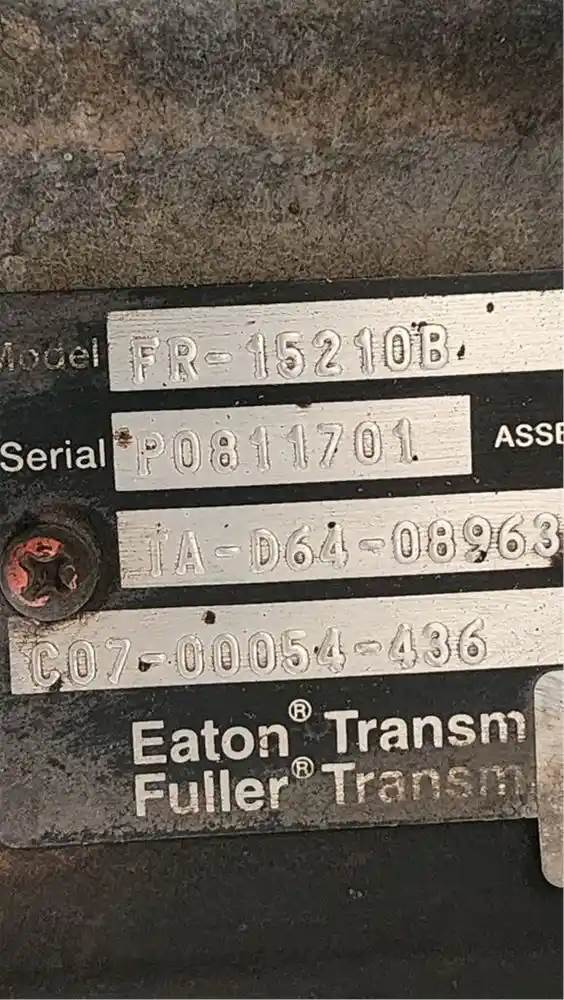 Model FR-15210B
Serial P0811701 ASSE
TA-D64-08963
C07-00054-436
Eaton® Transm
Fuller® Transm